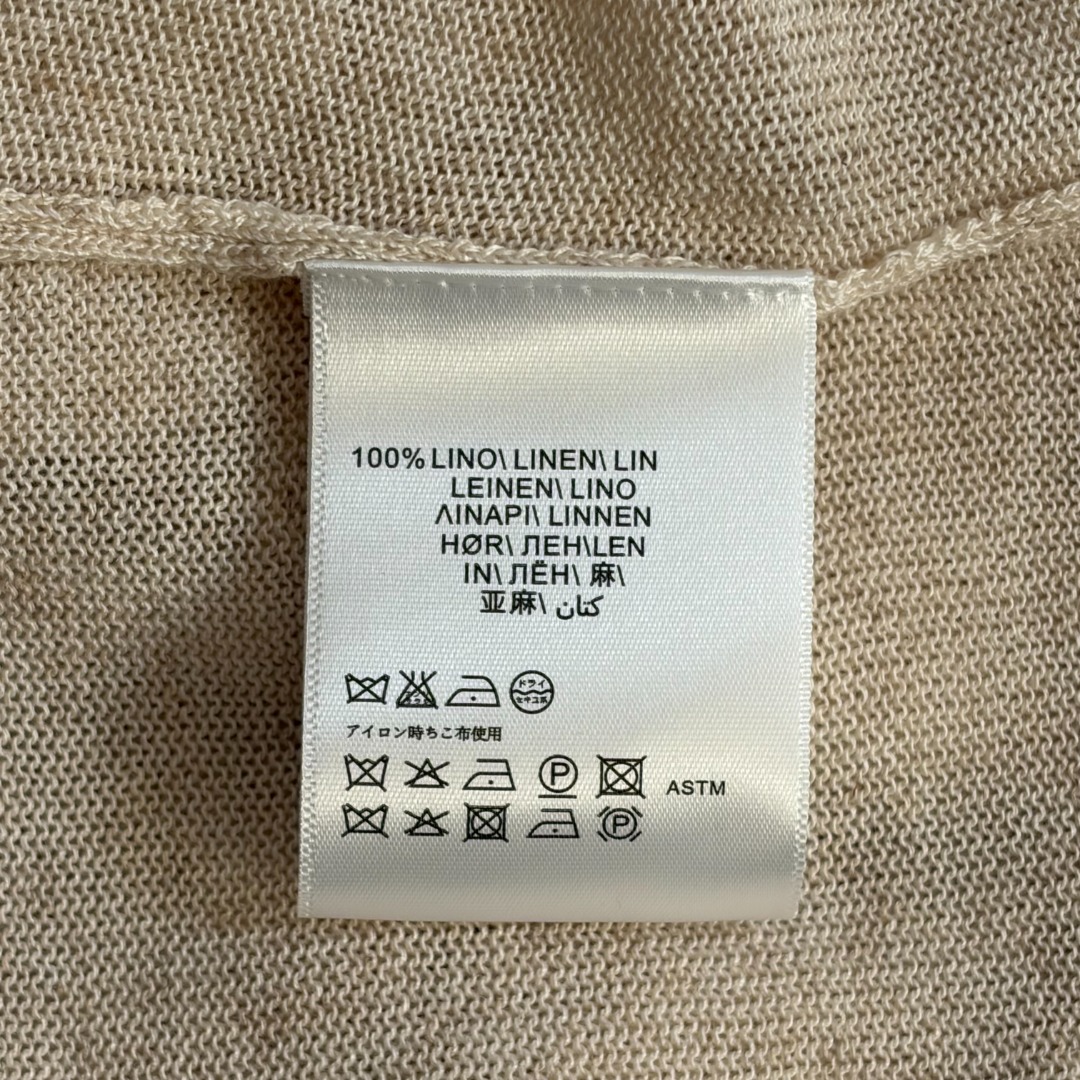 100% LINO\ LINEN\ LIN
LEINEN\ LINO
ΛΙΝΑΡΙ\ LINNEN
HØR\ ЛЕН\LEN
IN\ ЛЁН\ 麻\
亚麻\ كتان
ドライ
セキユ系
アイロン時ちこ布使用
P
ASTM
P